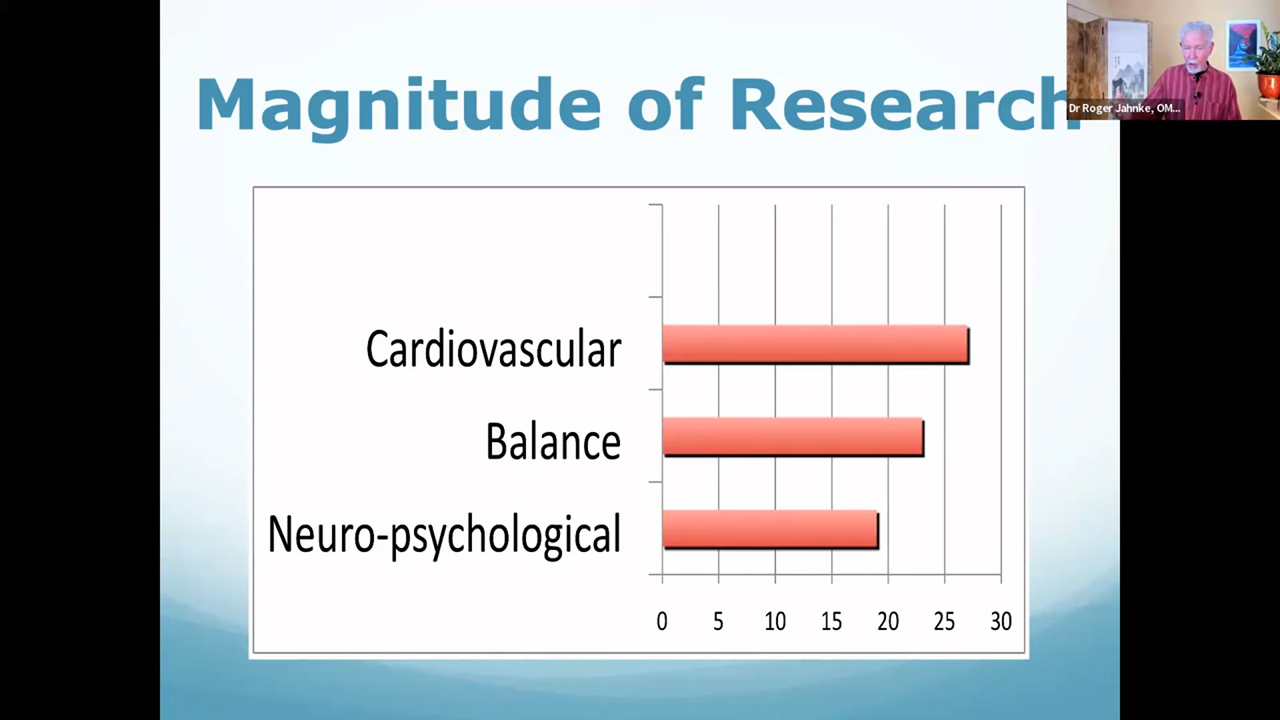 Magnitude of Research
Dr Roger Jahnke, OM...
Cardiovascular
Balance
Neuro-psychological
0 5 10 15 20 25 30